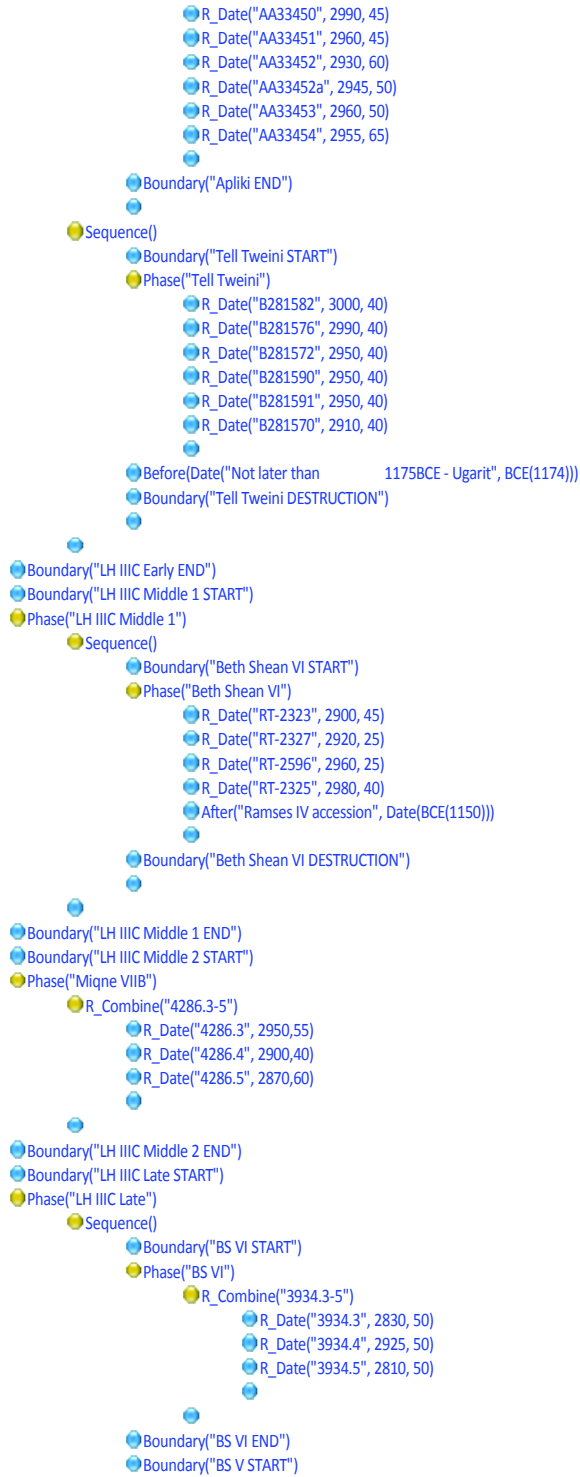 R_Date("AA33450", 2990, 45)
R_Date("AA33451", 2960, 45)
R_Date("AA33452", 2930, 60)
R_Date("AA33452a", 2945, 50)
R_Date("AA33453", 2960, 50)
R_Date("AA33454", 2955, 65)
Boundary("Apliki END")
Sequence()
Boundary("Tell Tweini START")
Phase("Tell Tweini")
R_Date("B281582", 3000, 40)
R_Date("B281576", 2990, 40)
R_Date("B281572", 2950, 40)
R_Date("B281590", 2950, 40)
R_Date("B281591", 2950, 40)
R_Date("B281570", 2910, 40)
Before(Date("Not later than 1175BCE - Ugarit", BCE(1174)))
Boundary("Tell Tweini DESTRUCTION")
Boundary("LH IIIC Early END")
Boundary("LH IIIC Middle 1 START")
Phase("LH IIIC Middle 1")
Sequence()
Boundary("Beth Shean VI START")
Phase("Beth Shean VI")
R_Date("RT-2323", 2900, 45)
R_Date("RT-2327", 2920, 25)
R_Date("RT-2596", 2960, 25)
R_Date("RT-2325", 2980, 40)
After("Ramses IV accession", Date(BCE(1150)))
Boundary("Beth Shean VI DESTRUCTION")
Boundary("LH IIIC Middle 1 END")
Boundary("LH IIIC Middle 2 START")
Phase("Miqne VIIB")
R_Combine("4286.3-5")
R_Date("4286.3", 2950,55)
R_Date("4286.4", 2900,40)
R_Date("4286.5", 2870,60)
Boundary("LH IIIC Middle 2 END")
Boundary("LH IIIC Late START")
Phase("LH IIIC Late")
Sequence()
Boundary("BS VI START")
Phase("BS VI")
R_Combine("3934.3-5")
R_Date("3934.3", 2830, 50)
R_Date("3934.4", 2925, 50)
R_Date("3934.5", 2810, 50)
Boundary("BS VI END")
Boundary("BS V START")